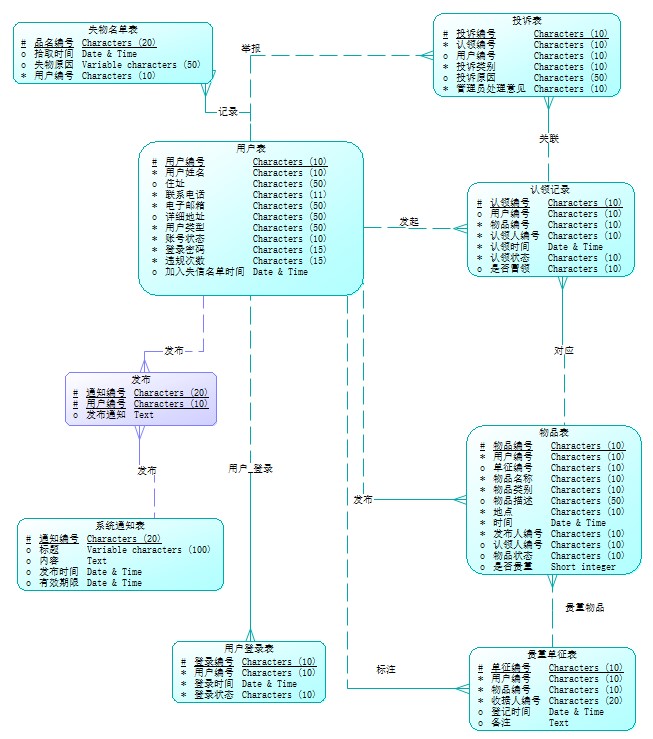 失物名单表
# 品名编号 Characters (20)
o 拾取时间 Date & Time
o 失物原因 Variable characters (50)
* 用户编号 Characters (10)
举报
记录
投诉表
# 投诉编号 Characters (10)
* 认领编号 Characters (10)
o 用户编号 Characters (10)
* 投诉类别 Characters (10)
o 投诉原因 Characters (50)
* 管理员处理意见 Characters (10)
关联
用户表
# 用户编号 Characters (10)
* 用户姓名 Characters (10)
o 住址 Characters (50)
* 联系电话 Characters (11)
* 电子邮箱 Characters (50)
o 详细地址 Characters (50)
* 用户类型 Characters (50)
* 账号状态 Characters (10)
* 登录密码 Characters (15)
* 违规次数 Characters (15)
o 加入失信名单时间 Date & Time
发起
认领记录
# 认领编号 Characters (10)
o 用户编号 Characters (10)
* 物品编号 Characters (10)
* 认领人编号 Characters (10)
* 认领时间 Date & Time
* 认领状态 Characters (10)
o 是否冒领 Characters (10)
对应
发布
发布
# 通知编号 Characters (20)
# 用户编号 Characters (10)
o 发布通知 Text
发布
用户_登录
发布
系统通知表
# 通知编号 Characters (20)
o 标题 Variable characters (100)
o 内容 Text
o 发布时间 Date & Time
o 有效期限 Date & Time
物品表
# 物品编号 Characters (10)
* 用户编号 Characters (10)
o 单征编号 Characters (10)
* 物品名称 Characters (10)
* 物品类别 Characters (10)
o 物品描述 Characters (50)
* 地点 Characters (10)
* 时间 Date & Time
* 发布人编号 Characters (10)
o 认领人编号 Characters (10)
o 物品状态 Characters (10)
o 是否贵重 Short integer
贵重物品
用户登录表
# 登录编号 Characters (10)
* 用户编号 Characters (10)
* 登录时间 Date & Time
* 登录状态 Characters (10)
标注
贵重单征表
# 单征编号 Characters (10)
* 用户编号 Characters (10)
* 物品编号 Characters (10)
* 收据人编号 Characters (20)
o 登记时间 Date & Time
o 备注 Text